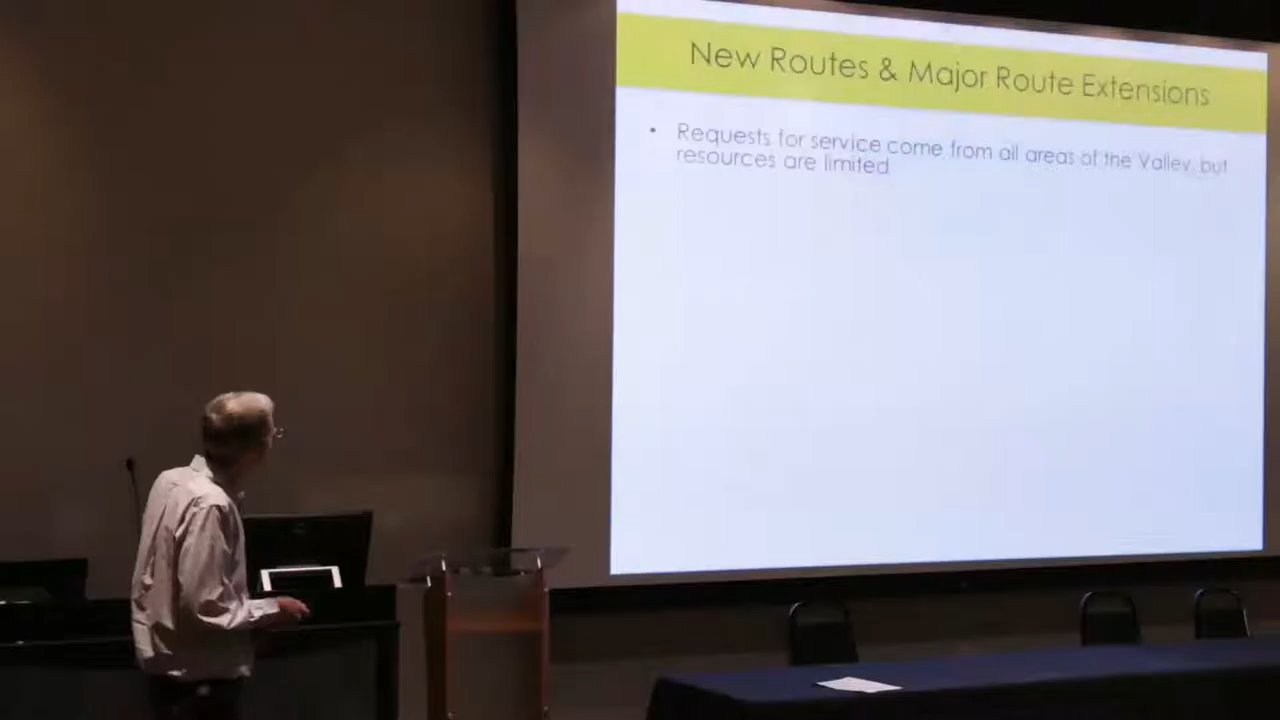 New Routes & Major Route Extensions
• Requests for service come from all areas of the Valley, but
resources are limited